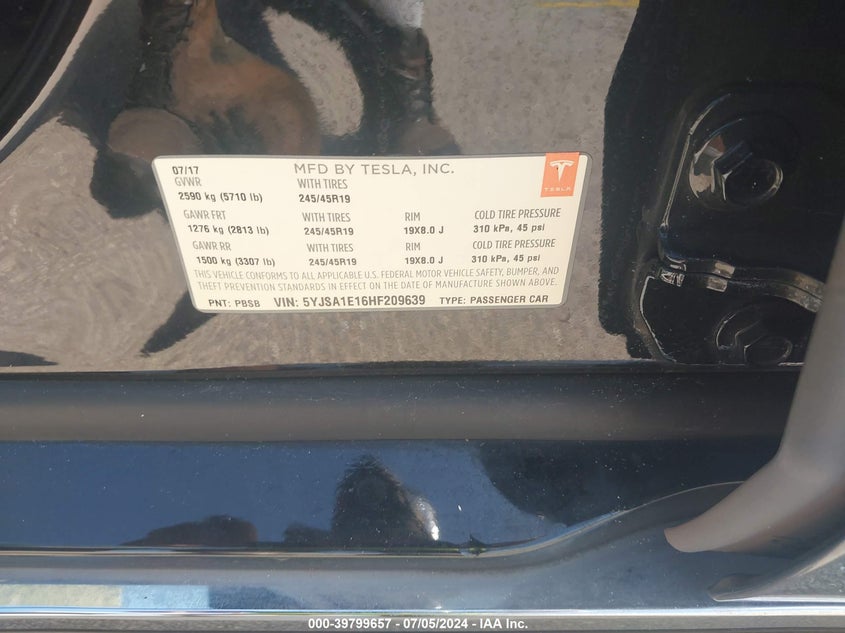 07/17 MFD BY TESLA, INC.
GVWR WITH TIRES
2590 kg (5710 lb) 245/45R19
TESLA
GAWR FRT WITH TIRES RIM COLD TIRE PRESSURE
1276 kg (2813 lb) 245/45R19 19X8.0 J 310 kPa, 45 psi
GAWR RR WITH TIRES RIM COLD TIRE PRESSURE
1500 kg (3307 lb) 245/45R19 19X8.0 J 310 kPa, 45 psi
THIS VEHICLE CONFORMS TO ALL APPLICABLE U.S. FEDERAL MOTOR VEHICLE SAFETY, BUMPER, AND
THEFT PREVENTION STANDARDS IN EFFECT ON THE DATE OF MANUFACTURE SHOWN ABOVE.
PNT: PBSB VIN: 5YJSA1E16HF209639 TYPE: PASSENGER CAR
000-39799657 - 07/05/2024 - IAA Inc.